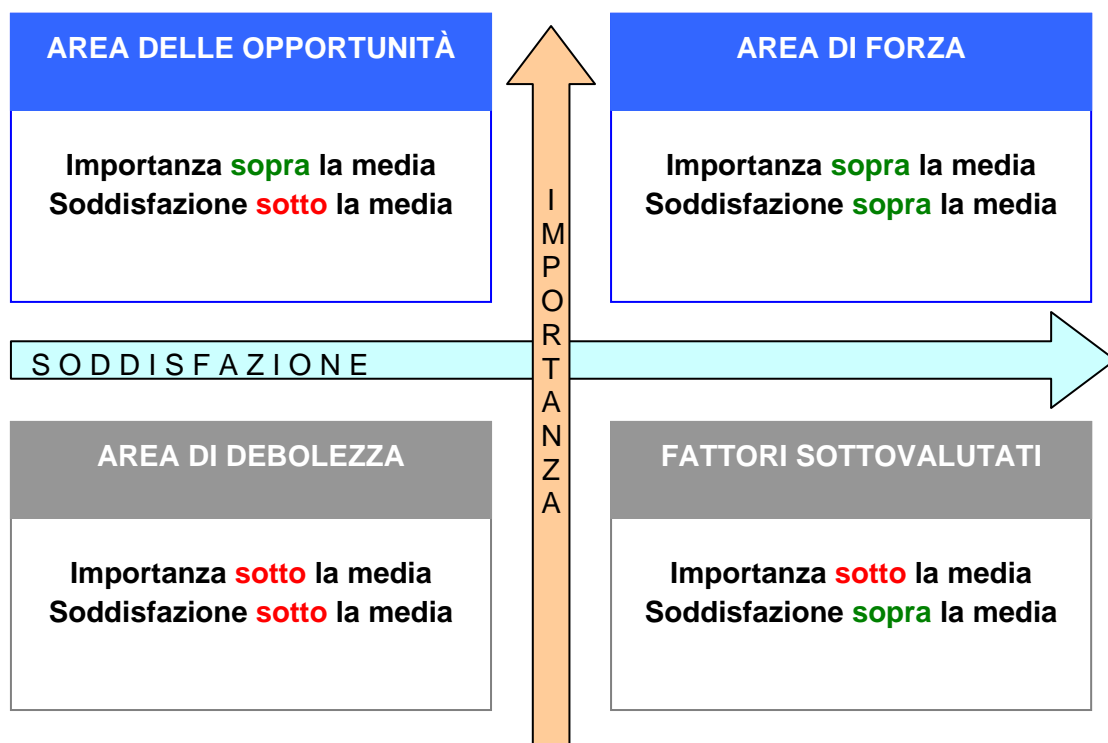 AREA DELLE OPPORTUNITÀ
Importanza sopra la media
Soddisfazione sotto la media
AREA DI FORZA
Importanza sopra la media
Soddisfazione sopra la media
IMPORTANZA
SODDISFAZIONE
AREA DI DEBOLEZZA
Importanza sotto la media
Soddisfazione sotto la media
FATTORI SOTTOVALUTATI
Importanza sotto la media
Soddisfazione sopra la media